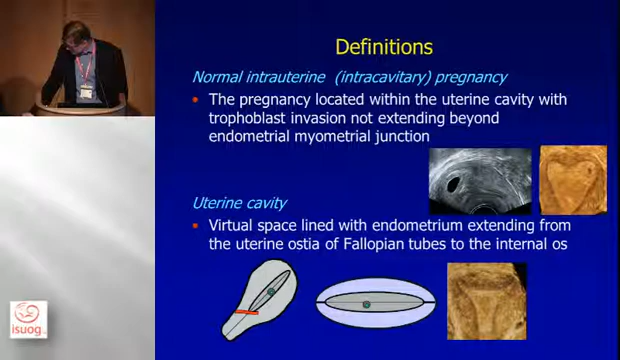 Definitions
Normal intrauterine (intracavitary) pregnancy
The pregnancy located within the uterine cavity with
trophoblast invasion not extending beyond
endometrial myometrial junction
Uterine cavity
Virtual space lined with endometrium extending from
the uterine ostia of Fallopian tubes to the internal os
isuog